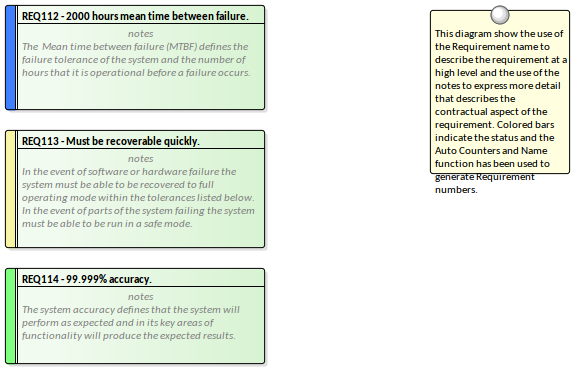 REQ112 - 2000 hours mean time between failure.
notes
The Mean time between failure (MTBF) defines the
failure tolerance of the system and the number of
hours that it is operational before a failure occurs.
REQ113 - Must be recoverable quickly.
notes
In the event of software or hardware failure the
system must be able to be recovered to full
operating mode within the tolerances listed below.
In the event of parts of the system failing the system
must be able to be run in a safe mode.
REQ114 - 99.999% accuracy.
notes
The system accuracy defines that the system will
perform as expected and in its key areas of
functionality will produce the expected results.
This diagram show the use of
the Requirement name to
describe the requirement at a
high level and the use of the
notes to express more detail
that describes the
contractual aspect of the
requirement. Colored bars
indicate the status and the
Auto Counters and Name
function has been used to
generate Requirement
numbers.